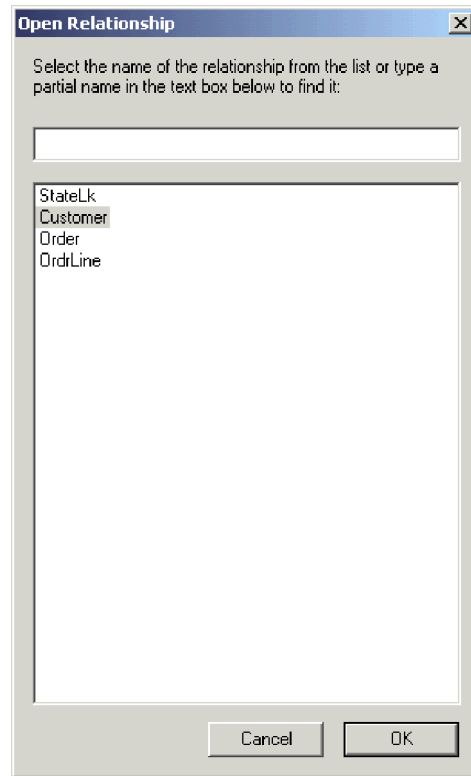 Open Relationship
Select the name of the relationship from the list or type a
partial name in the text box below to find it:
StateLk
Customer
Order
OrdrLine
Cancel
OK